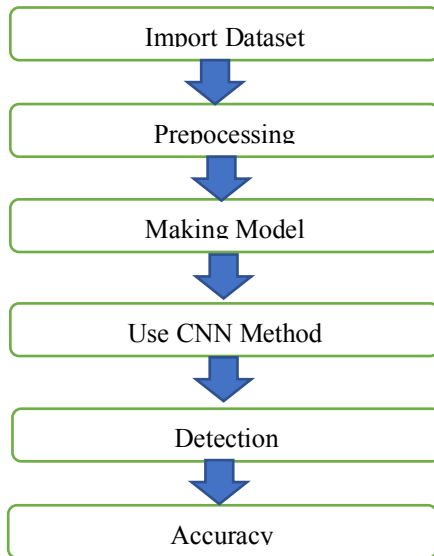 Import Dataset
Prepocessing
Making Model
Use CNN Method
Detection
Accuracy